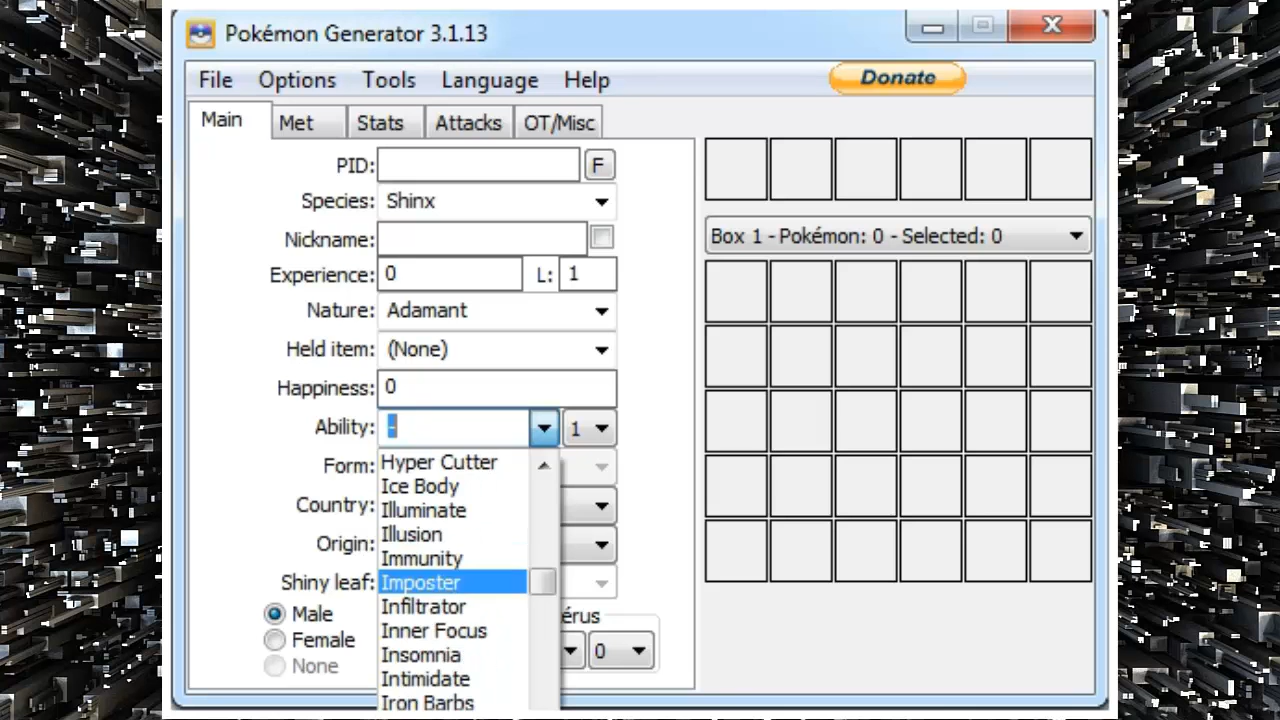 Pokémon Generator 3.1.13
File Options Tools Language Help Donate
Main Met Stats Attacks OT/Misc
PID: F
Species: Shinx
Box 1 - Pokémon: 0 - Selected: 0
Nickname:
Experience: 0 L: 1
Nature: Adamant
Held item: (None)
Happiness: 0
Ability: - 1
Form:
Country:
Origin:
Shiny leaf:
Hyper Cutter
Ice Body
Illuminate
Illusion
Immunity
Imposter
Infiltrator
Inner Focus
Insomnia
Intimidate
Iron Barbs
Male
Female
None
érus
0